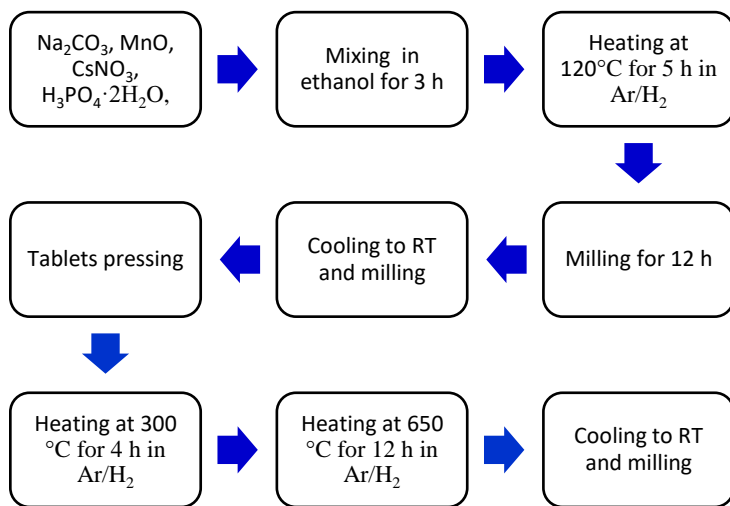 Na₂CO₃, MnO,
CsNO₃,
H₃PO₄·2H₂O,
Mixing in
ethanol for 3 h
Heating at
120°C for 5 h in
Ar/H₂
Milling for 12 h
Cooling to RT
and milling
Tablets pressing
Heating at 300
°C for 4 h in
Ar/H₂
Heating at 650
°C for 12 h in
Ar/H₂
Cooling to RT
and milling